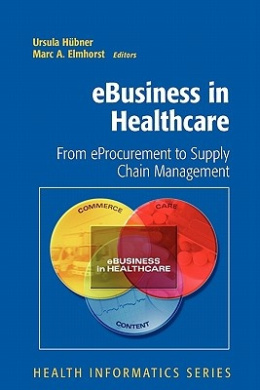 Ursula Hübner
Marc A. Elmhorst Editors
eBusiness in
Healthcare
From eProcurement to Supply
Chain Management
COMMERCE
CARE
eBUSINESS
in HEALTHCARE
CONTENT
HEALTH INFORMATICS SERIES